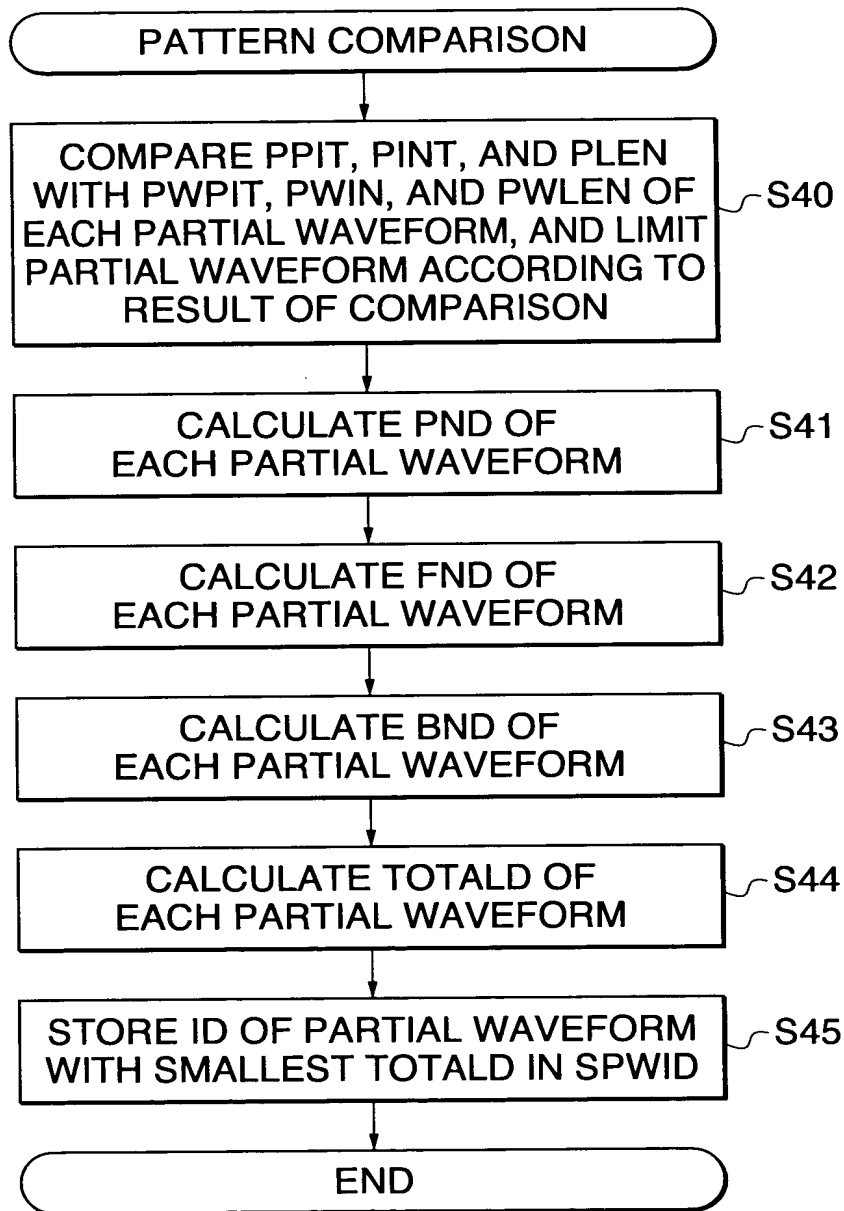 PATTERN COMPARISON
COMPARE PPIT, PINT, AND PLEN
WITH PWPIT, PWIN, AND PWLEN OF
EACH PARTIAL WAVEFORM, AND LIMIT
PARTIAL WAVEFORM ACCORDING TO
RESULT OF COMPARISON
S40
CALCULATE PND OF
EACH PARTIAL WAVEFORM
S41
CALCULATE FND OF
EACH PARTIAL WAVEFORM
S42
CALCULATE BND OF
EACH PARTIAL WAVEFORM
S43
CALCULATE TOTALD OF
EACH PARTIAL WAVEFORM
S44
STORE ID OF PARTIAL WAVEFORM
WITH SMALLEST TOTALD IN SPWID
S45
END